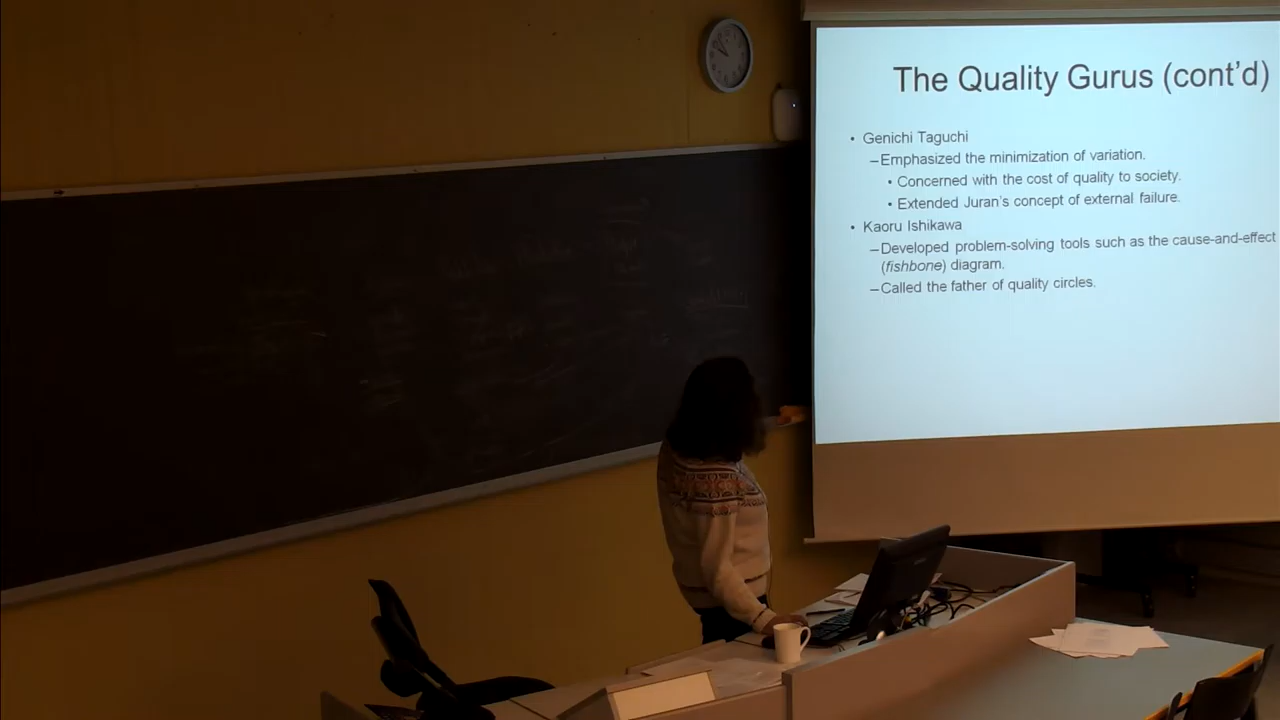 The Quality Gurus (cont’d)
• Genichi Taguchi
–Emphasized the minimization of variation.
• Concerned with the cost of quality to society.
• Extended Juran’s concept of external failure.
• Kaoru Ishikawa
–Developed problem-solving tools such as the cause-and-effect
(fishbone) diagram.
–Called the father of quality circles.